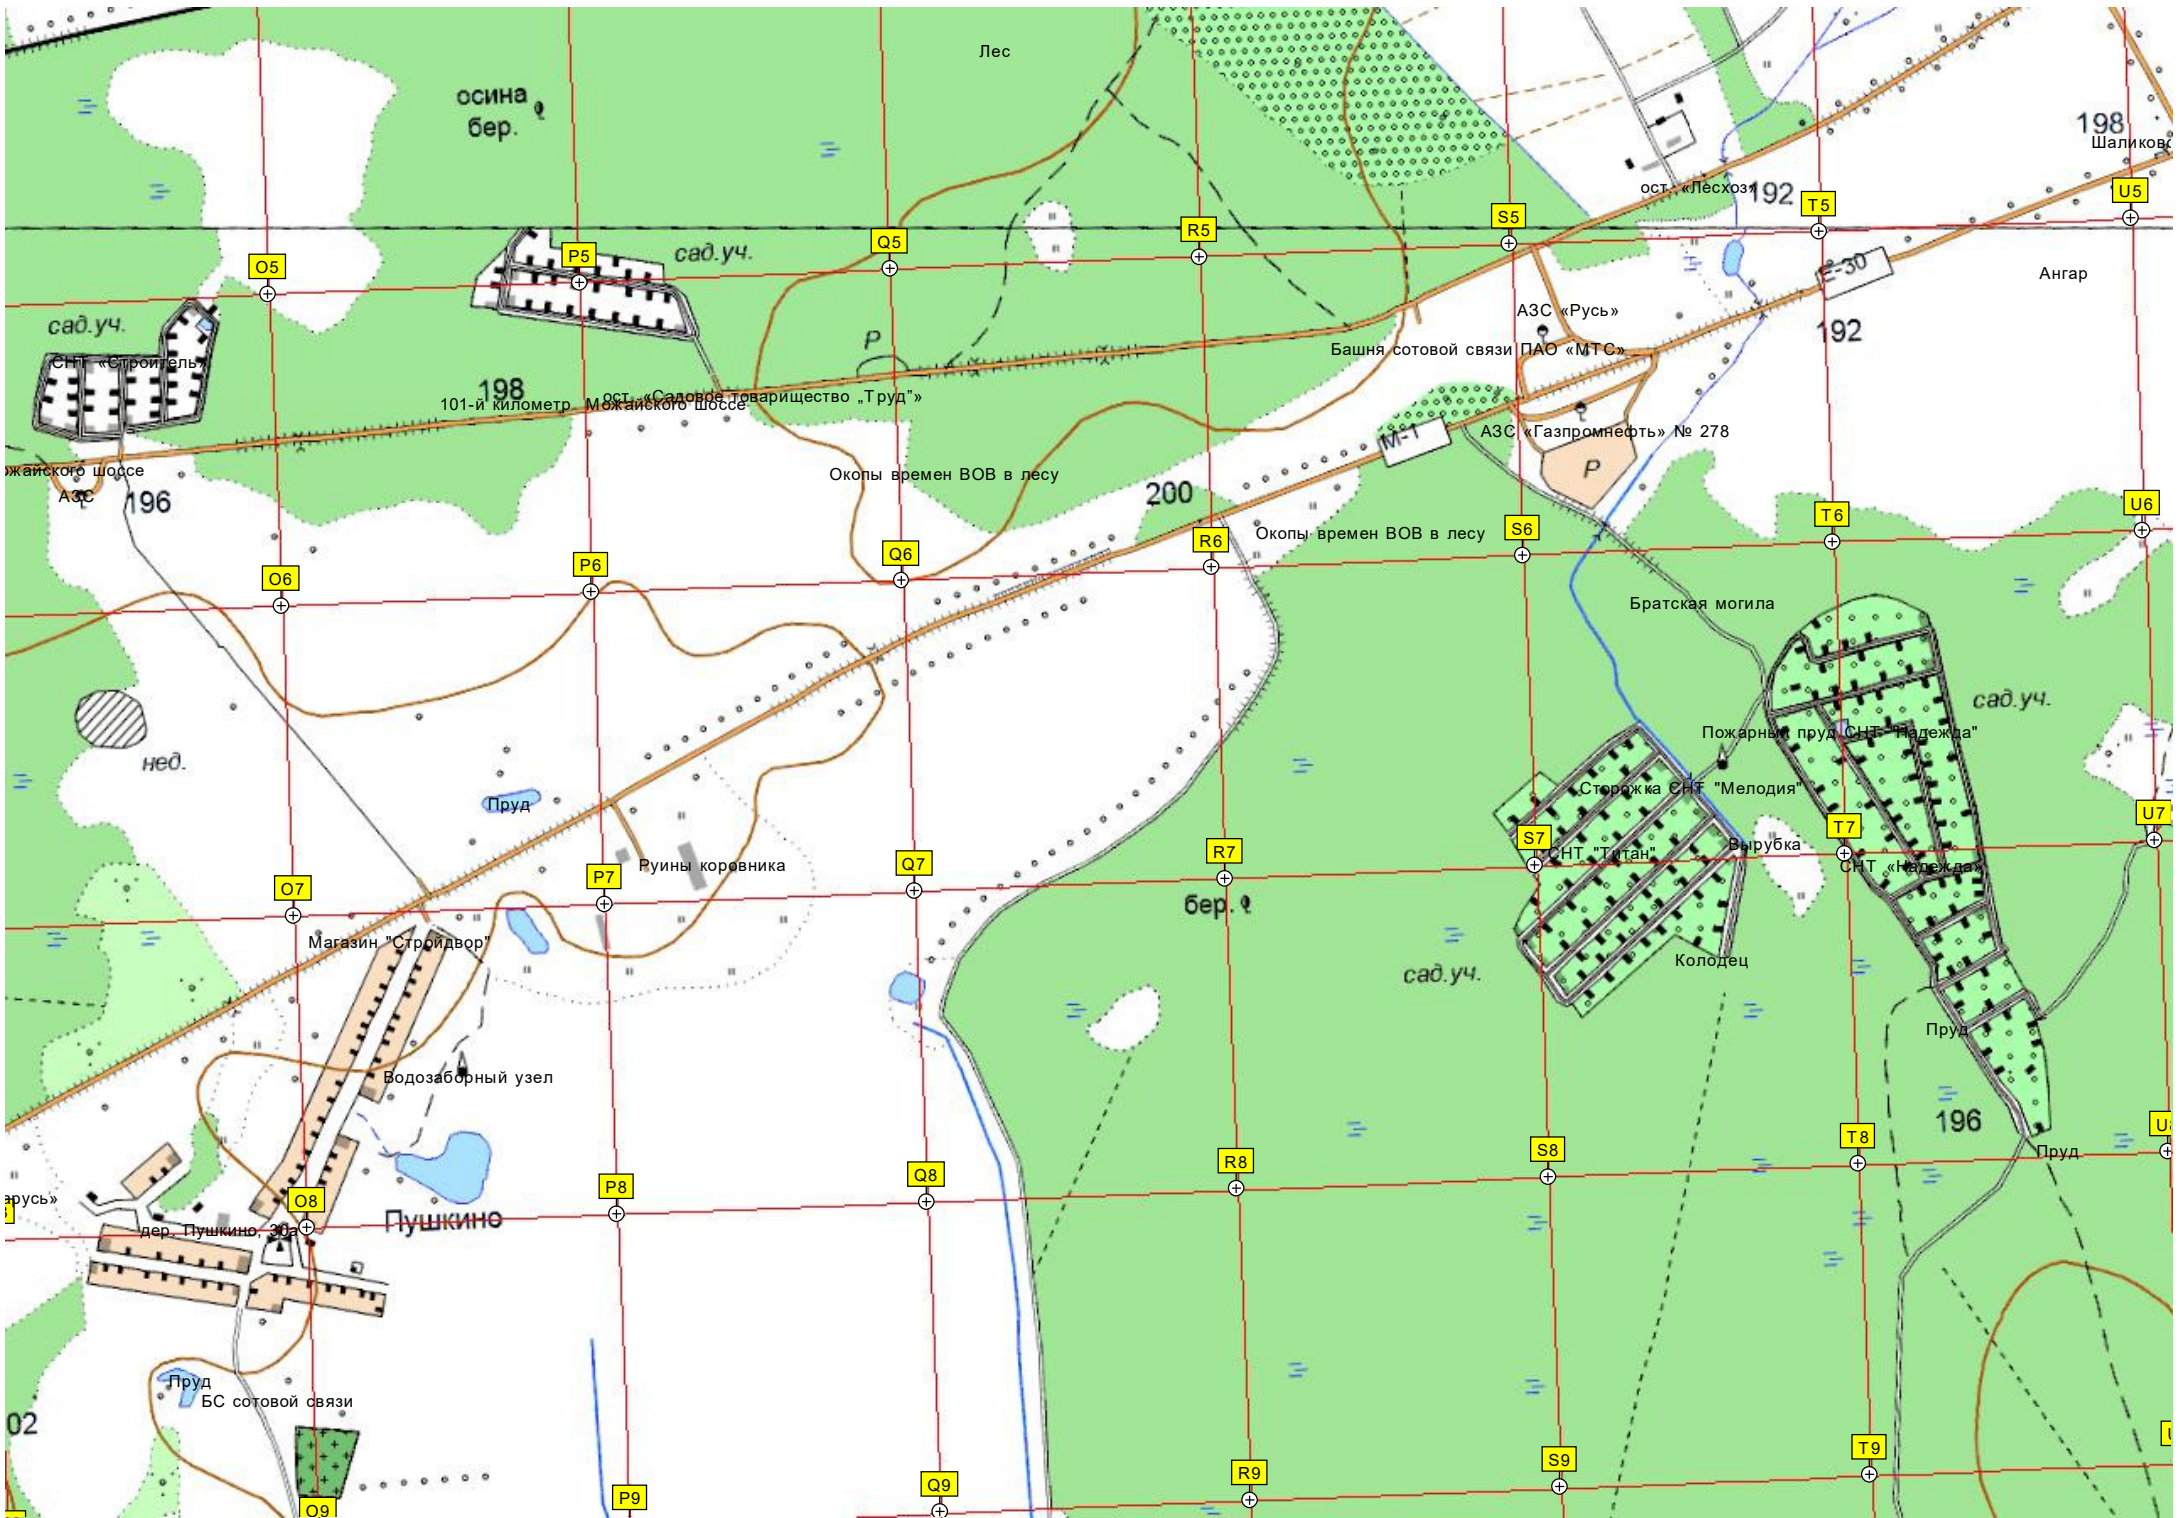 Лес
осина
бер.
198
Шаликов
ост. «Лесхоз»
192
U5
T5
S5
R5
Q5
P5
O5
сад.уч.
E-30
Ангар
АЗС «Русь»
192
сад.уч.
СНТ «Строитель»
P
Башня сотовой связи ПАО «МТС»
198
ост. «Садовое товарищество „Труд"»
101-й километр Можайского шоссе
M-1
АЗС «Газпромнефть» № 278
P
ожайского шоссе
АЗС
196
Окопы времен ВОВ в лесу
200
Окопы времен ВОВ в лесу
U6
T6
S6
R6
Q6
P6
O6
Братская могила
сад.уч.
нед.
Пожарный пруд СНТ "Надежда"
Сторожка СНТ "Мелодия"
Пруд
U7
T7
S7
R7
Q7
P7
O7
Вырубка
СНТ "Титан"
СНТ «Надежда»
Руины коровника
бер.
Магазин "Стройдвор"
сад.уч.
Колодец
Пруд
Водозаборный узел
196
Пруд
U8
T8
S8
R8
Q8
P8
O8
арусь»
Пушкино
дер. Пушкино, 30а
Пруд
БС сотовой связи
02
T9
S9
R9
Q9
P9
O9